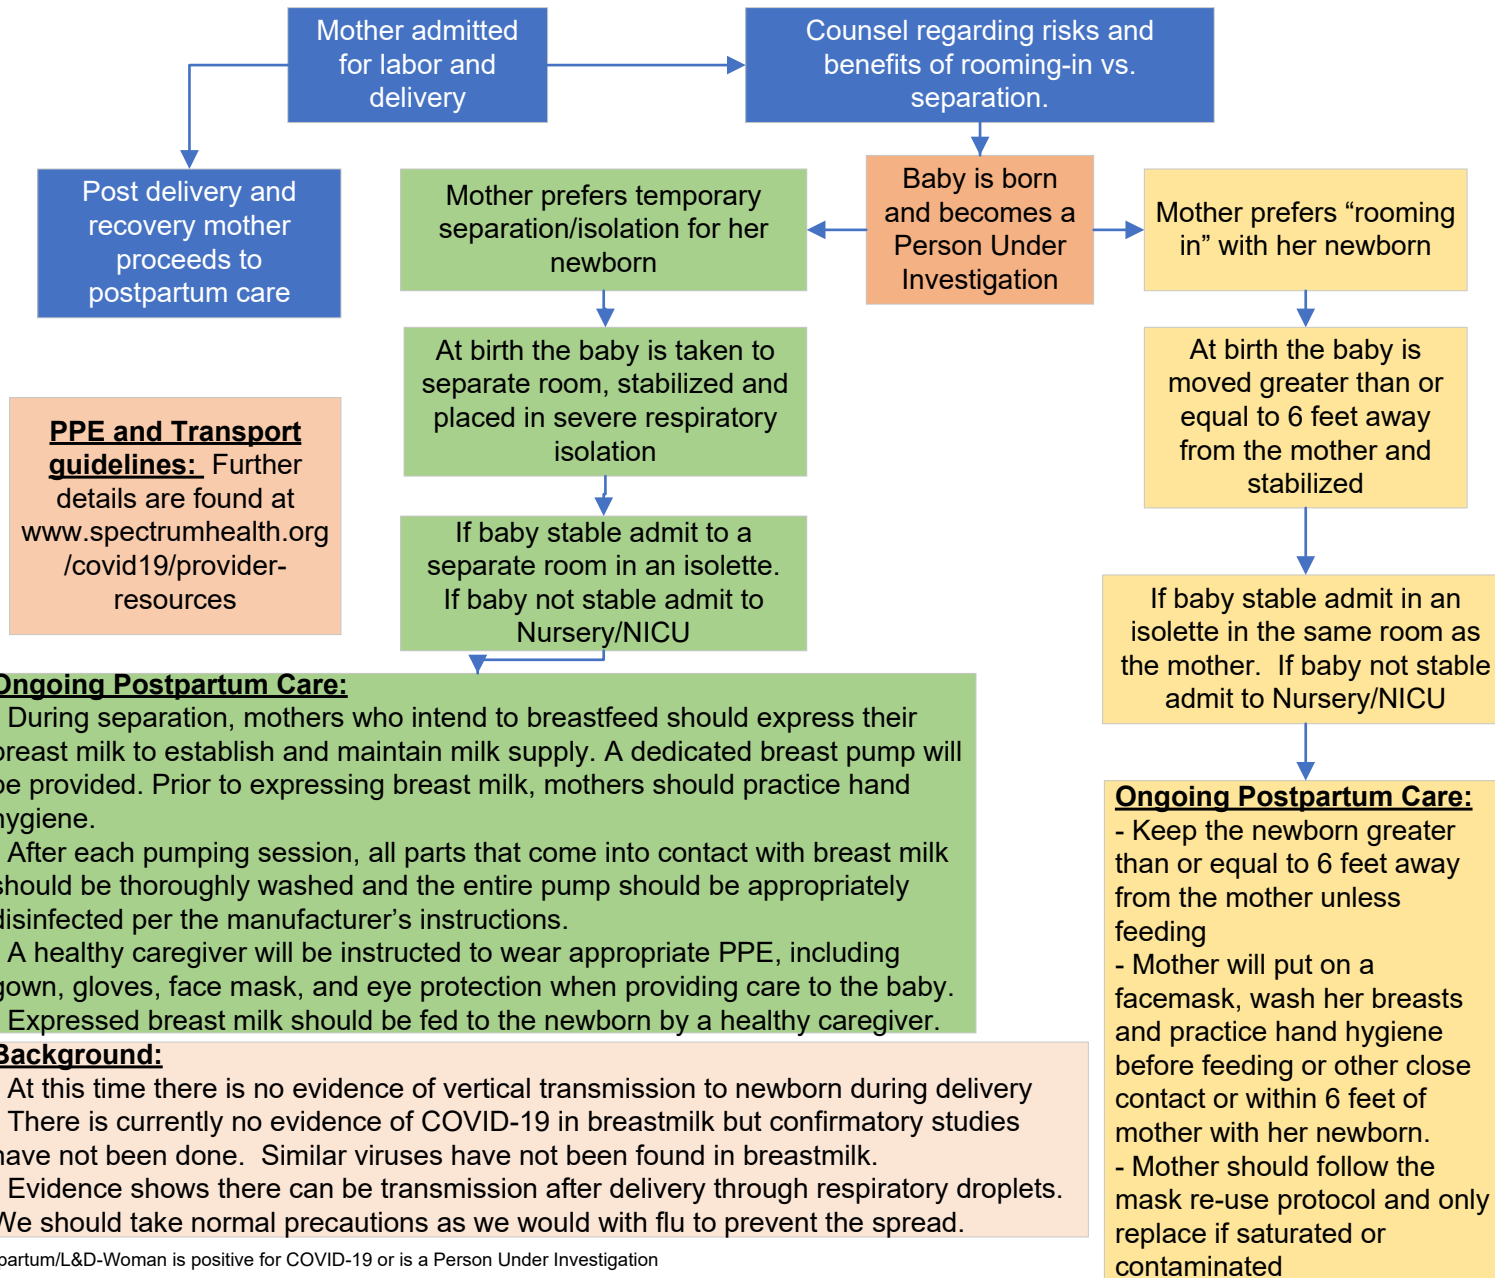 Mother admitted
for labor and
delivery
Counsel regarding risks and
benefits of rooming-in vs.
separation.
Post delivery and
recovery mother
proceeds to
postpartum care
Mother prefers temporary
separation/isolation for her
newborn
Baby is born
and becomes a
Person Under
Investigation
Mother prefers “rooming
in” with her newborn
At birth the baby is taken to
separate room, stabilized and
placed in severe respiratory
isolation
At birth the baby is
moved greater than or
equal to 6 feet away
from the mother and
stabilized
PPE and Transport
guidelines: Further
details are found at
www.spectrumhealth.org
/covid19/provider-
resources
If baby stable admit to a
separate room in an isolette.
If baby not stable admit to
Nursery/NICU
If baby stable admit in an
isolette in the same room as
the mother. If baby not stable
admit to Nursery/NICU
Ongoing Postpartum Care:
During separation, mothers who intend to breastfeed should express their
breast milk to establish and maintain milk supply. A dedicated breast pump will
be provided. Prior to expressing breast milk, mothers should practice hand
hygiene.
After each pumping session, all parts that come into contact with breast milk
should be thoroughly washed and the entire pump should be appropriately
disinfected per the manufacturer’s instructions.
A healthy caregiver will be instructed to wear appropriate PPE, including
gown, gloves, face mask, and eye protection when providing care to the baby.
Expressed breast milk should be fed to the newborn by a healthy caregiver.
Ongoing Postpartum Care:
- Keep the newborn greater
than or equal to 6 feet away
from the mother unless
feeding
- Mother will put on a
facemask, wash her breasts
and practice hand hygiene
before feeding or other close
contact or within 6 feet of
mother with her newborn.
- Mother should follow the
mask re-use protocol and only
replace if saturated or
contaminated
Background:
At this time there is no evidence of vertical transmission to newborn during delivery
There is currently no evidence of COVID-19 in breastmilk but confirmatory studies
have not been done. Similar viruses have not been found in breastmilk.
Evidence shows there can be transmission after delivery through respiratory droplets.
We should take normal precautions as we would with flu to prevent the spread.
partum/L&D-Woman is positive for COVID-19 or is a Person Under Investigation